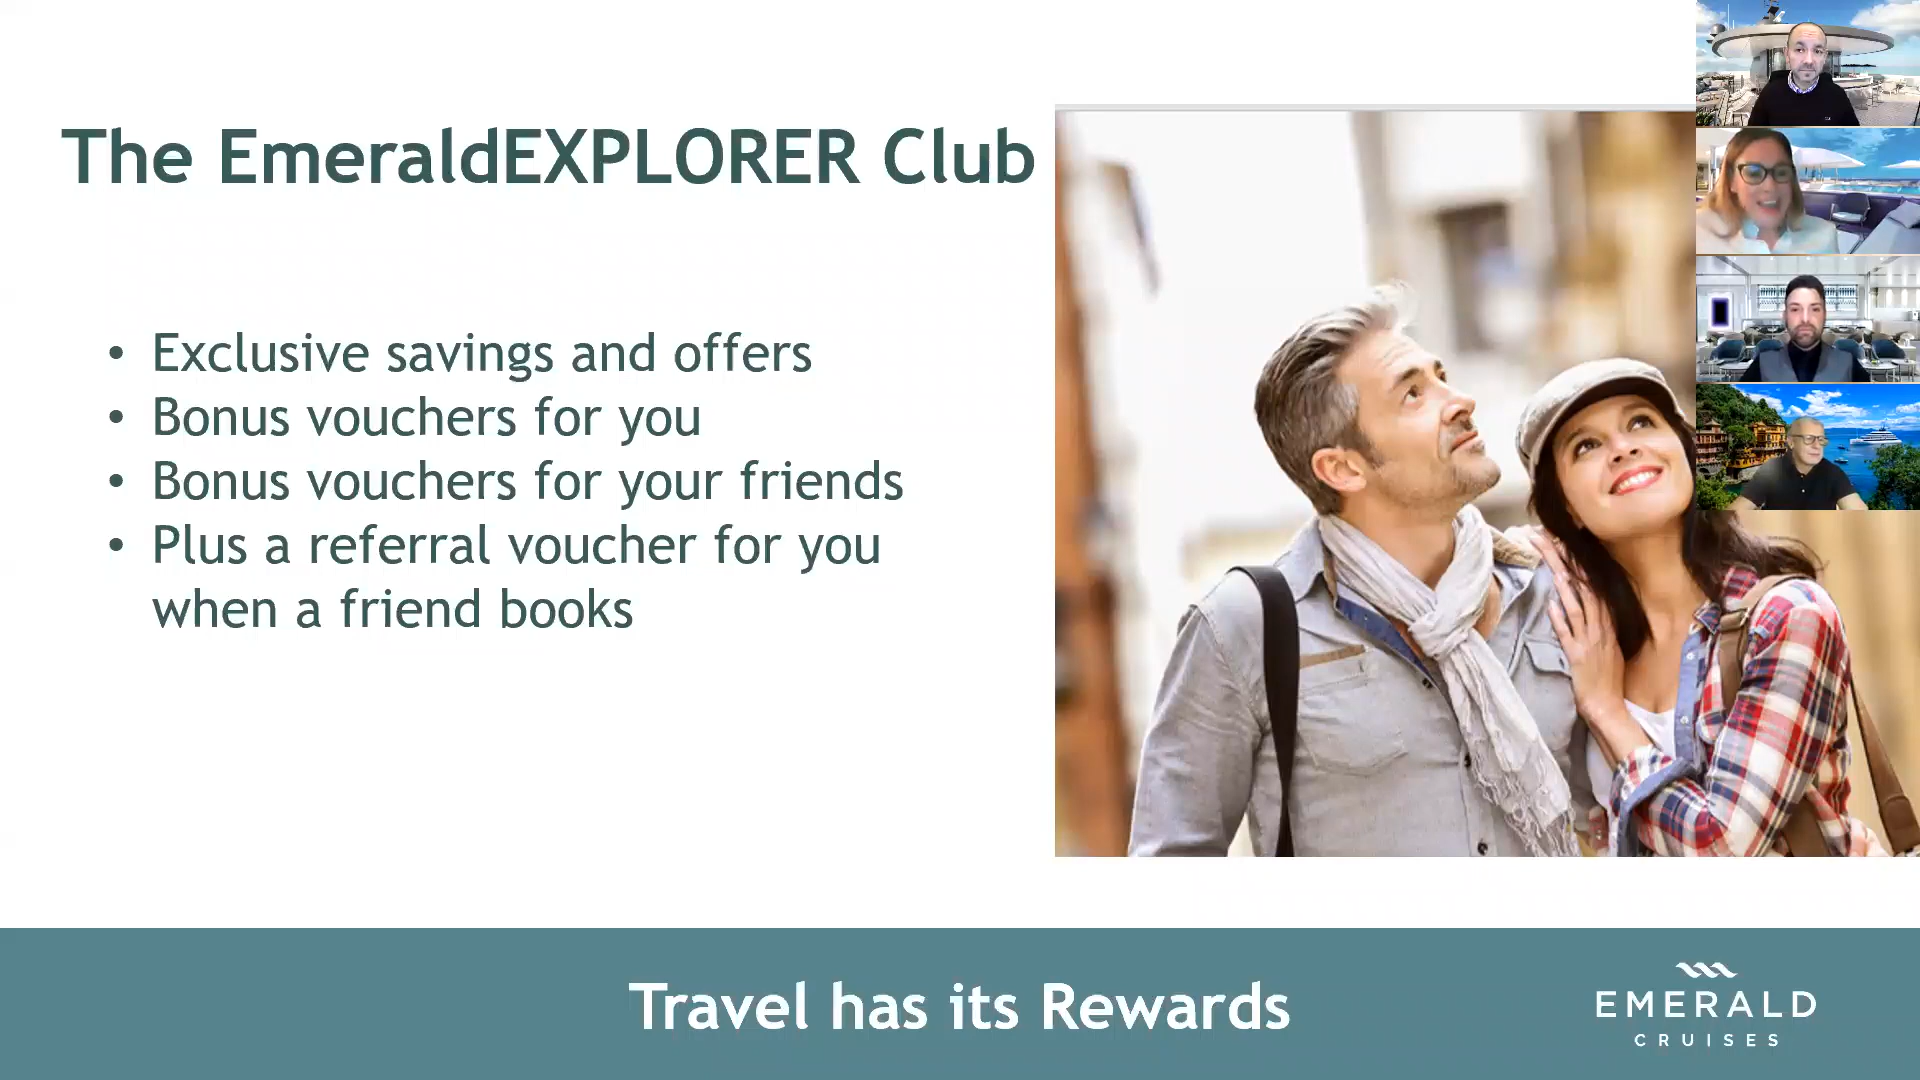 The EmeraldEXPLORER Club
• Exclusive savings and offers
• Bonus vouchers for you
• Bonus vouchers for your friends
• Plus a referral voucher for you
when a friend books
Travel has its Rewards
EMERALD
CRUISES